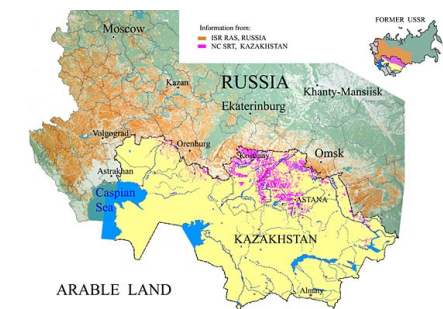 FORMER USSR
Information from:
ISR RAS, RUSSIA
NC SRT, KAZAKHSTAN
Moscow
Kazan
RUSSIA
Khanty-Mansiisk
Ekaterinburg
Volgograd
Orenburg
Kostanay
Omsk
Astrakhan
Caspian
Sea
ASTANA
KAZAKHSTAN
Almaty
ARABLE LAND